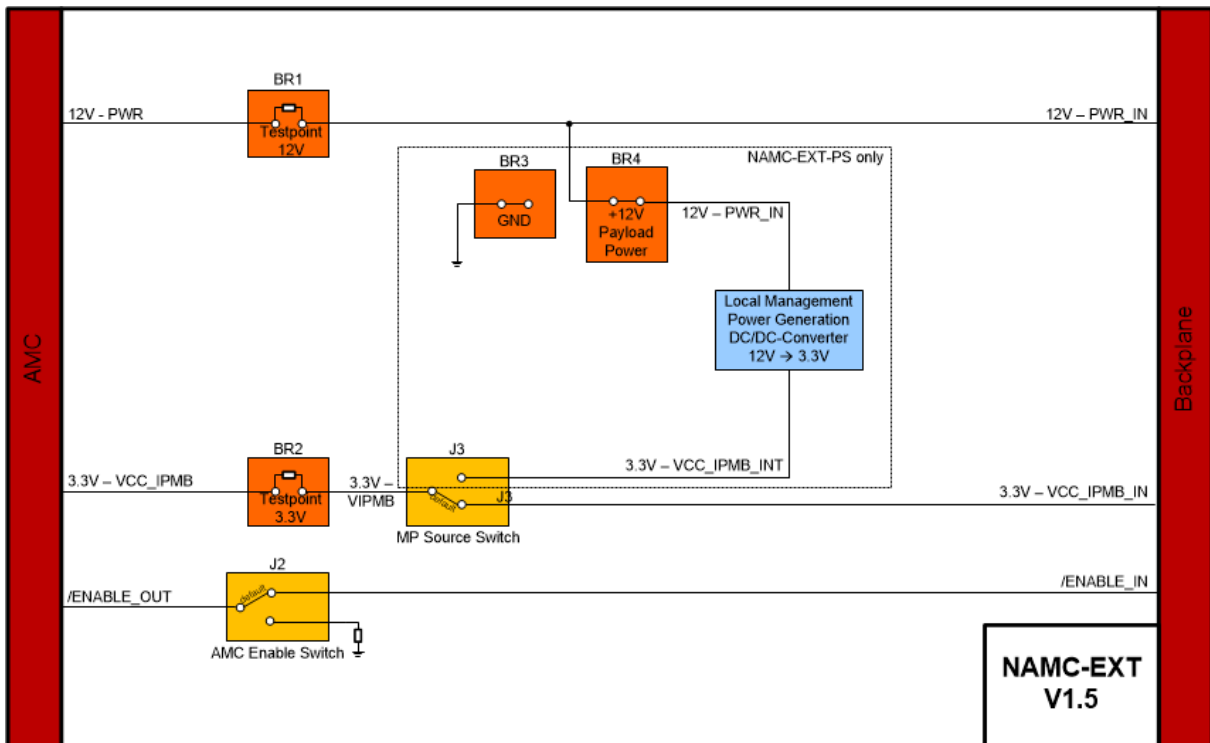 BR1
12V - PWR
12V – PWR_IN
Testpoint
12V
NAMC-EXT-PS only
BR3
BR4
GND
+12V
Payload
Power
12V – PWR_IN
Local Management
Power Generation
DC/DC-Converter
12V → 3.3V
AMC
Backplane
BR2
J3
3.3V – VCC_IPMB_INT
3.3V – VCC_IPMB
Testpoint
3.3V
3.3V –
VIPMB
default
J3
3.3V – VCC_IPMB_IN
MP Source Switch
J2
/ENABLE_OUT
default
/ENABLE_IN
AMC Enable Switch
NAMC-EXT
V1.5